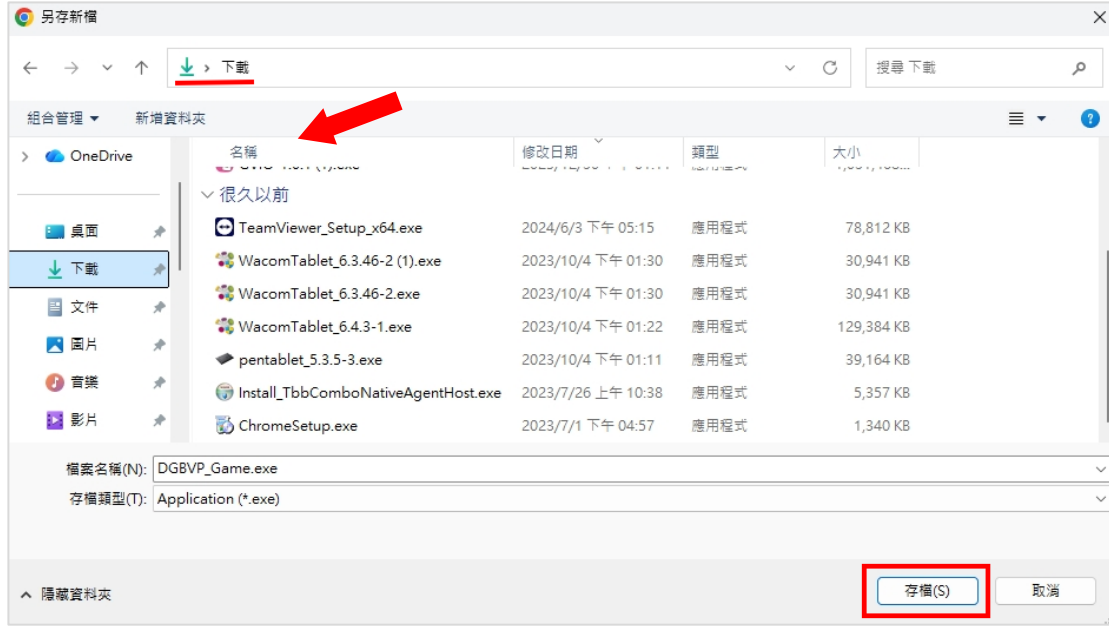 另存新檔
下載
搜尋 下載
組合管理
新增資料夾
OneDrive
桌面
下載
文件
圖片
音樂
影片
名稱 修改日期 類型 大小
很久以前
TeamViewer_Setup_x64.exe 2024/6/3 下午 05:15 應用程式 78,812 KB
WacomTablet_6.3.46-2 (1).exe 2023/10/4 下午 01:30 應用程式 30,941 KB
WacomTablet_6.3.46-2.exe 2023/10/4 下午 01:30 應用程式 30,941 KB
WacomTablet_6.4.3-1.exe 2023/10/4 下午 01:22 應用程式 129,384 KB
pentablet_5.3.5-3.exe 2023/10/4 下午 01:11 應用程式 39,164 KB
Install_TbbComboNativeAgentHost.exe 2023/7/26 上午 10:38 應用程式 5,357 KB
ChromeSetup.exe 2023/7/1 下午 04:57 應用程式 1,340 KB
檔案名稱(N): DGBVP_Game.exe
存檔類型(T): Application (*.exe)
隱藏資料夾
存檔(S)
取消